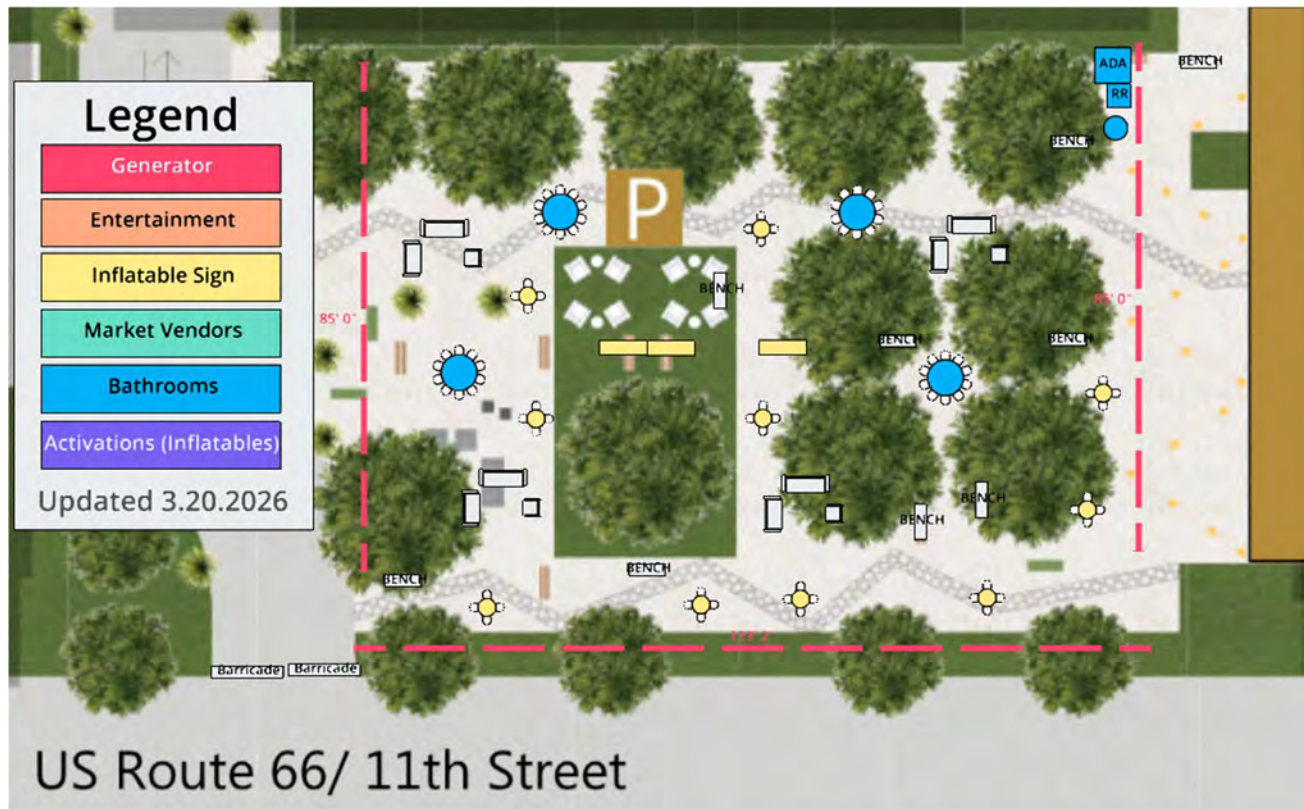 ADA
BENCH
Legend
RR
Generator
BENCH
Entertainment
P
Inflatable Sign
BENCH
85' 0"
85' 0"
Market Vendors
BENCH
BENCH
Bathrooms
Activations (Inflatables)
Updated 3.20.2026
BENCH
BENCH
BENCH
BENCH
Barricade
Barricade
US Route 66/ 11th Street